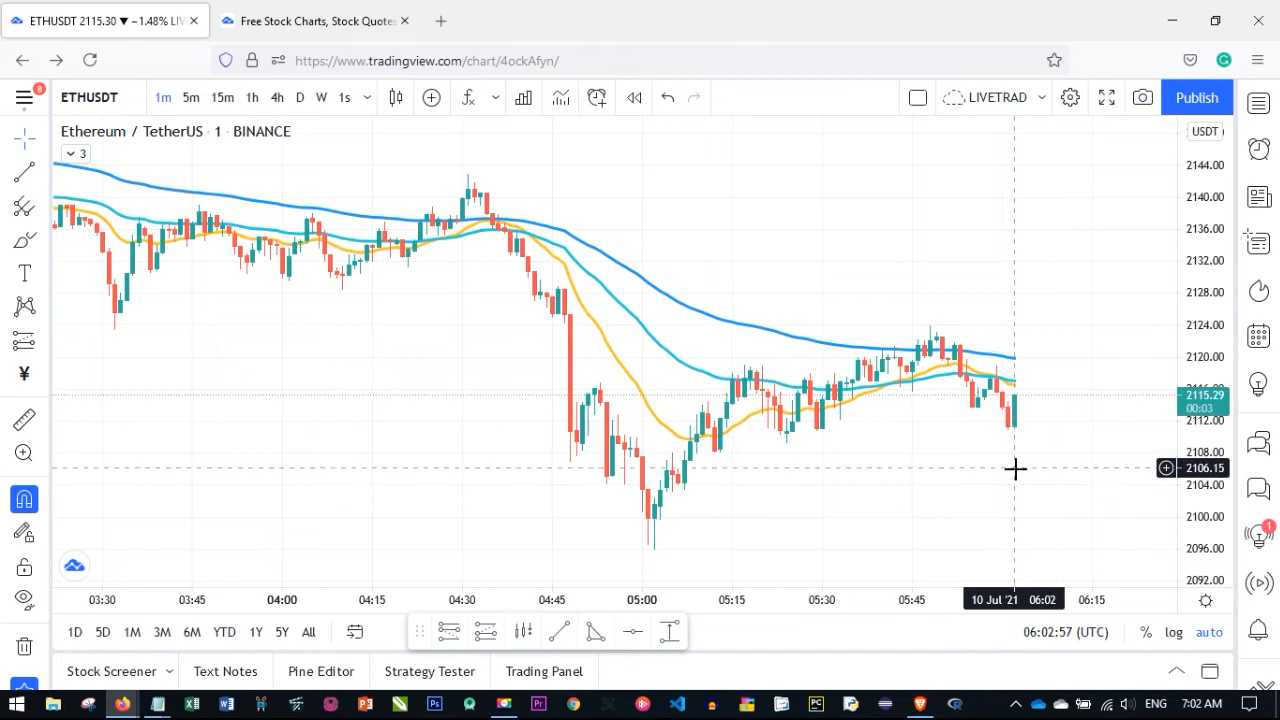 ETHUSDT 2115.30 ▼ −1.48% LIV
Free Stock Charts, Stock Quotes
https://www.tradingview.com/chart/4ockAfyn/
8
ETHUSDT 1m 5m 15m 1h 4h D W 1s LIVETRAD Publish
Ethereum / TetherUS · 1 · BINANCE
USDT
3
2144.00
2140.00
2136.00
2132.00
2128.00
2124.00
2120.00
2115.29
00:03
2112.00
2108.00
2106.15
2104.00
2100.00
2096.00
2092.00
1
03:30 03:45 04:00 04:15 04:30 04:45 05:00 05:15 05:30 05:45 10 Jul '21 06:02 06:15
1D 5D 1M 3M 6M YTD 1Y 5Y All 06:02:57 (UTC) % log auto
Stock Screener Text Notes Pine Editor Strategy Tester Trading Panel
ENG 7:02 AM